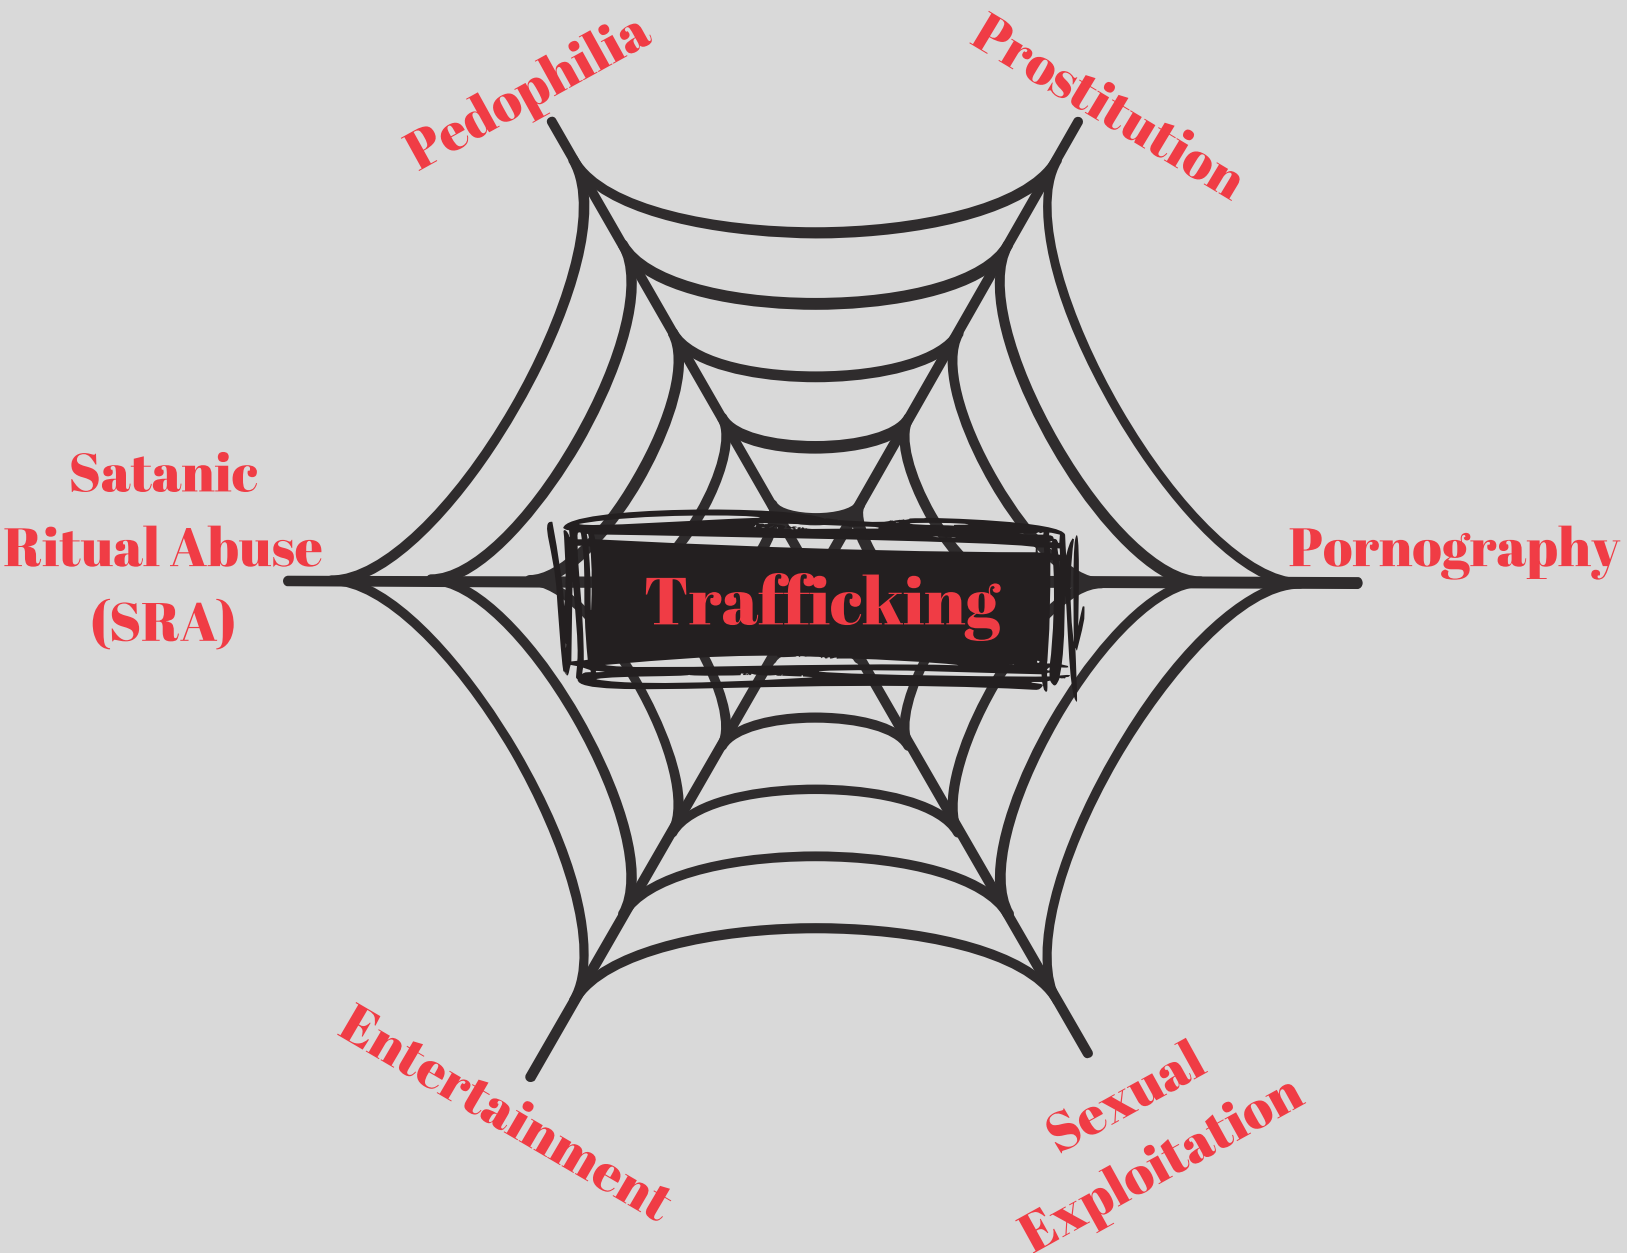 Pedophilia
Prostitution
Satanic
Ritual Abuse
(SRA)
Trafficking
Pornography
Entertainment
Sexual
Exploitation